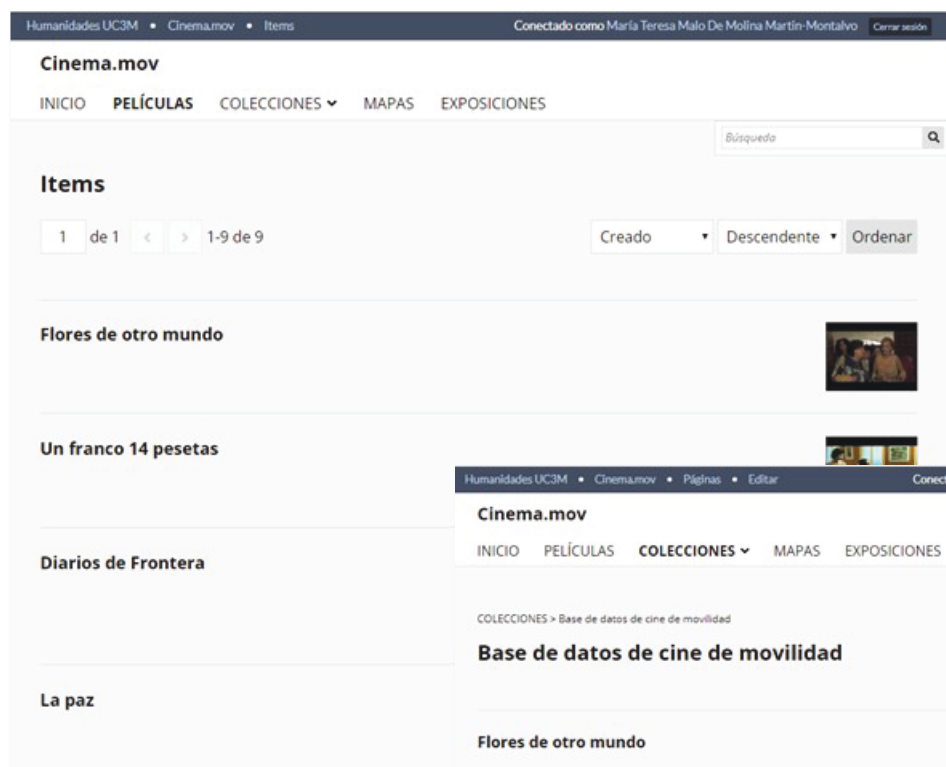 Humanidades UC3M • Cinema.mov • Items
Conectado como María Teresa Malo De Molina Martín-Montalvo Cerrar sesión
Cinema.mov
INICIO PELÍCULAS COLECCIONES MAPAS EXPOSICIONES
Búsqueda
Items
1 de 1 < > 1-9 de 9
Creado Descendente Ordenar
Flores de otro mundo
Un franco 14 pesetas
Diarios de Frontera
La paz
Humanidades UC3M • Cinema.mov • Páginas • Editar
Conect
Cinema.mov
INICIO PELÍCULAS COLECCIONES MAPAS EXPOSICIONES
COLECCIONES > Base de datos de cine de movilidad
Base de datos de cine de movilidad
Flores de otro mundo